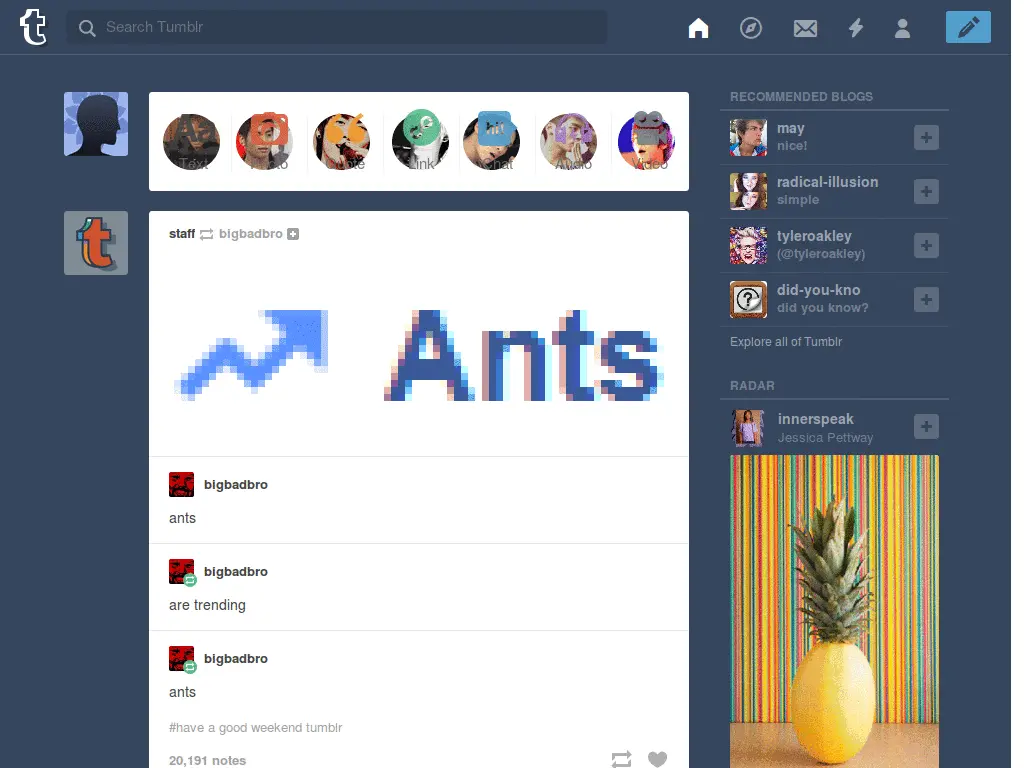 Search Tumblr
Aa
Text
Photo
Quote
Link
hi!
Chat
Audio
Video
staff bigbadbro
Ants
bigbadbro
ants
bigbadbro
are trending
bigbadbro
ants
#have a good weekend tumblr
20,191 notes
RECOMMENDED BLOGS
may
nice!
radical-illusion
simple
tyleroakley
(@tyleroakley)
did-you-kno
did you know?
Explore all of Tumblr
RADAR
innerspeak
Jessica Pettway